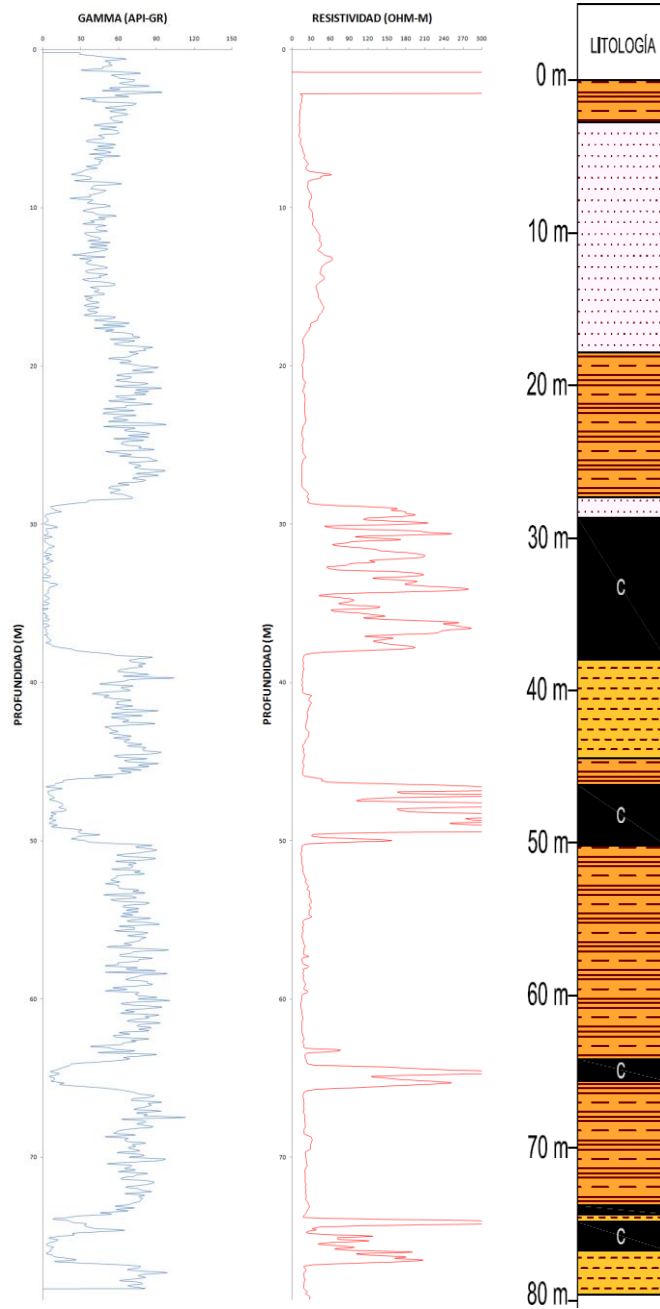 GAMMA (API-GR)
0 30 60 90 120 150
0
10
20
30
40
50
60
70
PROFUNDIDAD (M)
RESISTIVIDAD (OHM-M)
0 30 60 90 120 150 180 210 240 270 300
0
10
20
30
40
50
60
70
PROFUNDIDAD (M)
LITOLOGÍA
0 m
10 m
20 m
30 m
C
40 m
C
50 m
60 m
C
70 m
C
80 m